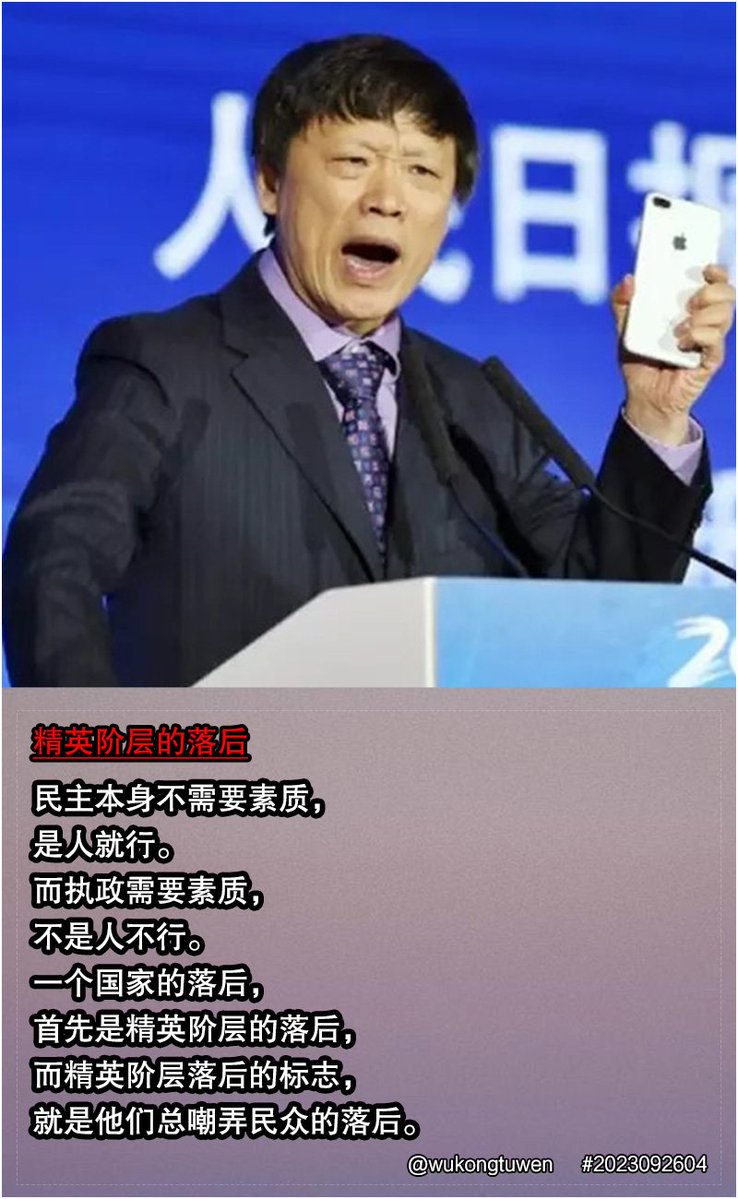 人 日
20
精英阶层的落后
民主本身不需要素质，
是人就行。
而执政需要素质，
不是人不行。
一个国家的落后，
首先是精英阶层的落后，
而精英阶层落后的标志，
就是他们总嘲弄民众的落后。
@wukongtuwen #2023092604